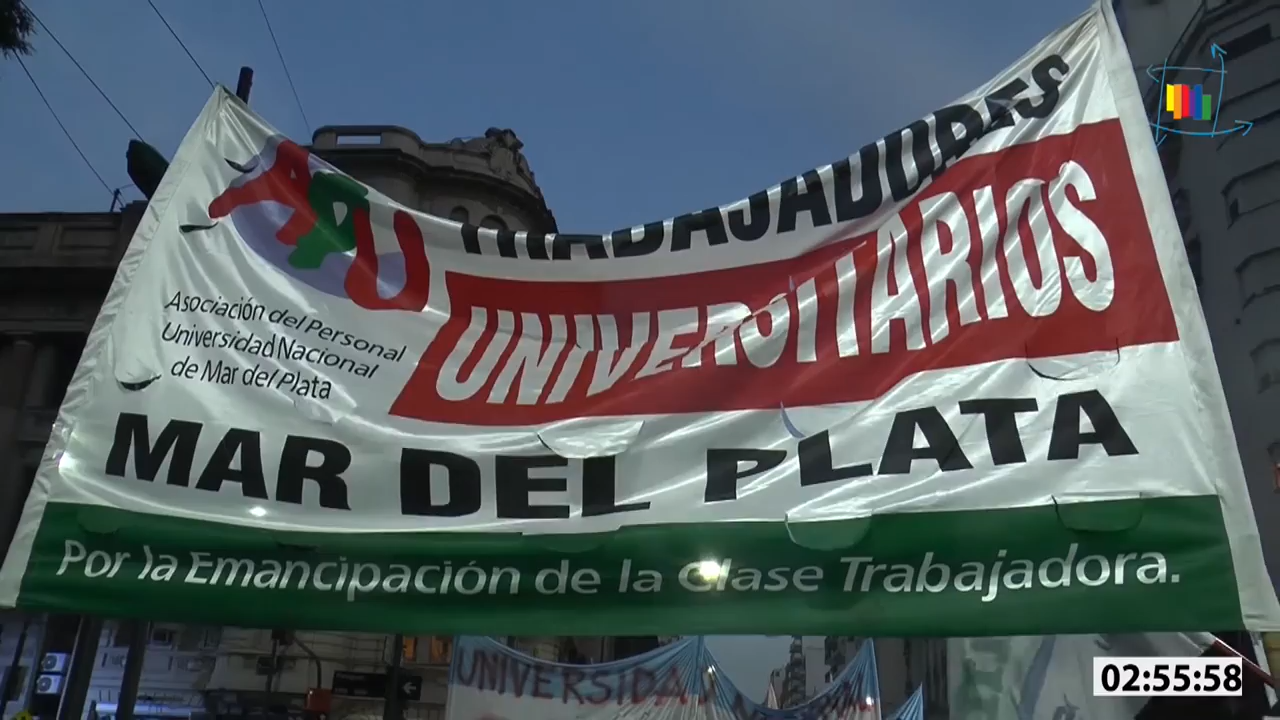 TRABAJADORES
APU
UNIVERSITARIOS
Asociación del Personal
Universidad Nacional
de Mar del Plata
MAR DEL PLATA
Por la Emancipación de la Clase Trabajadora.
UNIVERSIDAD
02:55:58